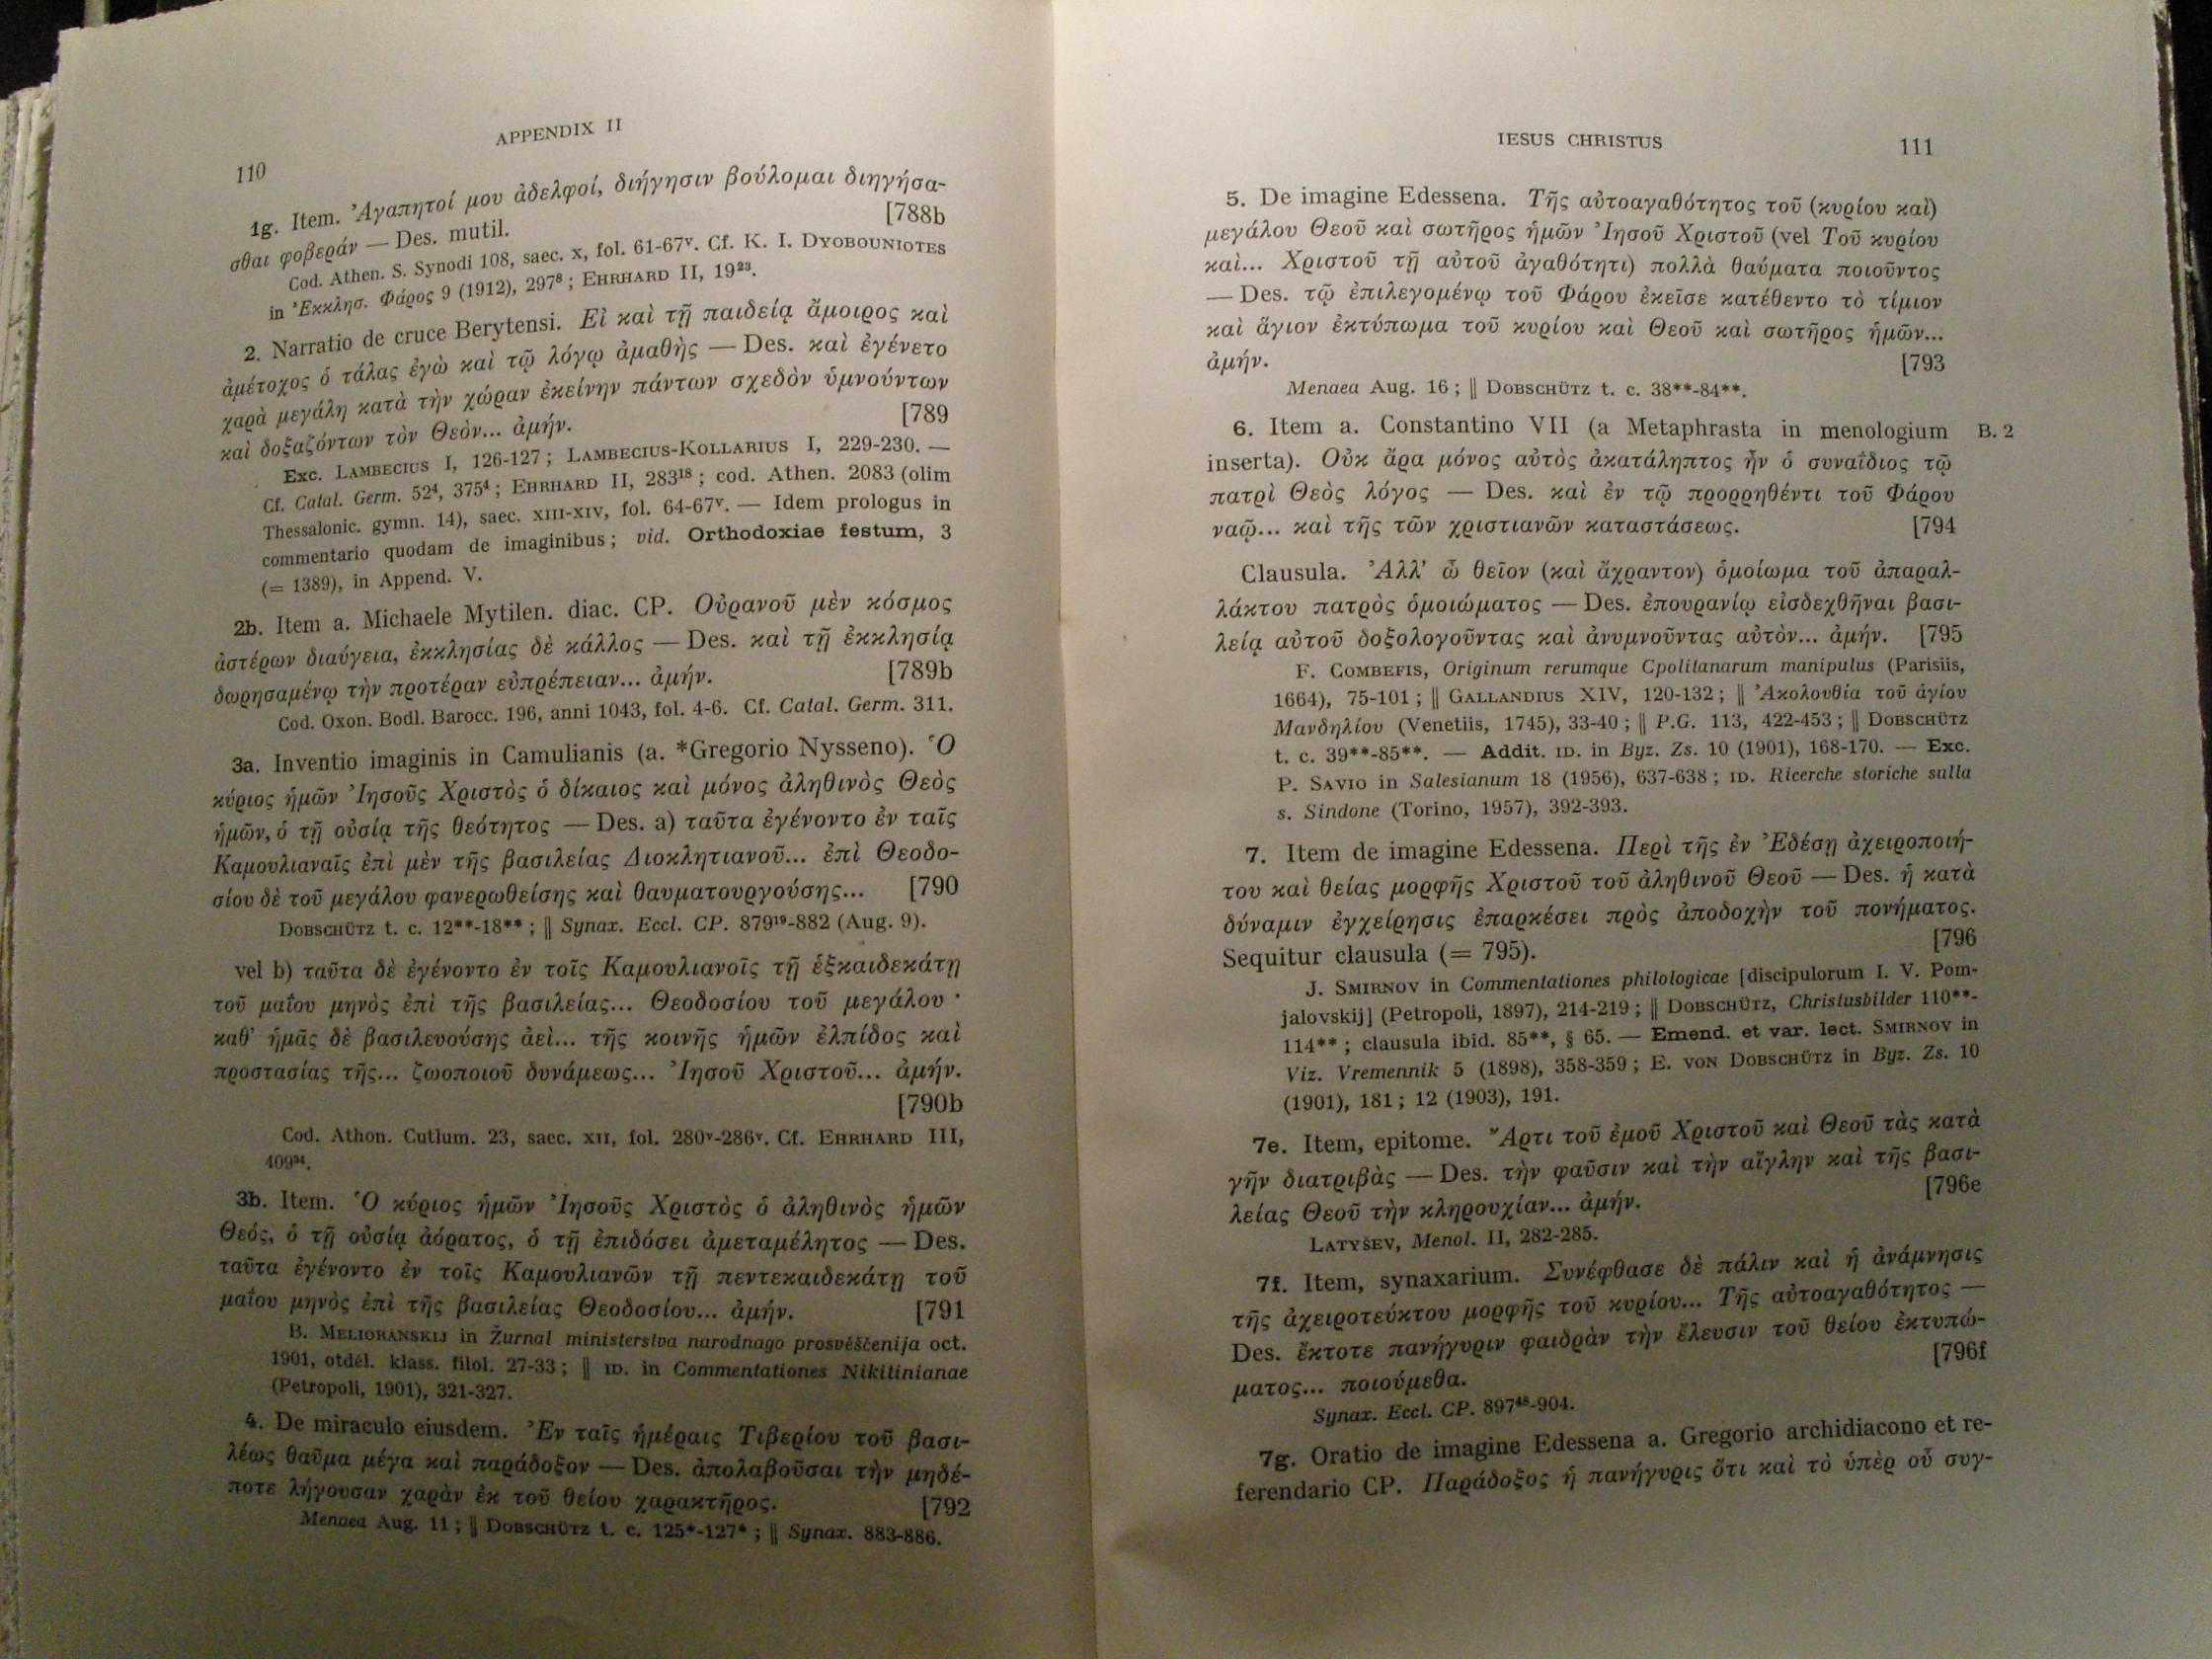 110
APPENDIX II
1g. Item. Ἀγαπητοί μου ἀδελφοί, διήγησιν βούλομαι διηγήσα-
σθαι φοβεράν — Des. mutil. [788b
Cod. Athen. S. Synodi 108, saec. x, fol. 61-67ᵛ. Cf. K. I. DYOBOUNIOTES
in Ἐκκλησ. Φάρος 9 (1912), 297⁸ ; EHRHARD II, 19²³.
2. Narratio de cruce Berytensi. Εἰ καὶ τῇ παιδείᾳ ἄμοιρος καὶ
ἀμέτοχος ὁ τάλας ἐγὼ καὶ τῷ λόγῳ ἀμαθὴς — Des. καὶ ἐγένετο
χαρὰ μεγάλη κατὰ τὴν χώραν ἐκείνην πάντων σχεδὸν ὑμνούντων
καὶ δοξαζόντων τὸν Θεὸν... ἀμήν. [789
Exc. LAMBECIUS I, 126-127 ; LAMBECIUS-KOLLARIUS I, 229-230. —
Cf. Catal. Germ. 52⁴, 375⁴ ; EHRHARD II, 283¹⁸ ; cod. Athen. 2083 (olim
Thessalonic. gymn. 14), saec. XIII-XIV, fol. 64-67ᵛ. — Idem prologus in
commentario quodam de imaginibus ; vid. Orthodoxiae festum, 3
(= 1389), in Append. V.
2b. Item a. Michaele Mytilen. diac. CP. Οὐρανοῦ μὲν κόσμος
ἀστέρων διαύγεια, ἐκκλησίας δὲ κάλλος — Des. καὶ τῇ ἐκκλησίᾳ
δωρησαμένῳ τὴν προτέραν εὐπρέπειαν... ἀμήν. [789b
Cod. Oxon. Bodl. Barocc. 196, anni 1043, fol. 4-6. Cf. Catal. Germ. 311.
3a. Inventio imaginis in Camulianis (a. *Gregorio Nysseno). Ὁ
κύριος ἡμῶν Ἰησοῦς Χριστὸς ὁ δίκαιος καὶ μόνος ἀληθινὸς Θεὸς
ἡμῶν, ὁ τῇ οὐσίᾳ τῆς θεότητος — Des. a) ταῦτα ἐγένοντο ἐν ταῖς
Καμουλιαναῖς ἐπὶ μὲν τῆς βασιλείας Διοκλητιανοῦ... ἐπὶ Θεοδο-
σίου δὲ τοῦ μεγάλου φανερωθείσης καὶ θαυματουργούσης... [790
DOBSCHÜTZ t. c. 12**-18** ; ‖ Synax. Eccl. CP. 879¹⁹-882 (Aug. 9).
vel b) ταῦτα δὲ ἐγένοντο ἐν τοῖς Καμουλιανοῖς τῇ ἑξκαιδεκάτῃ
τοῦ μαΐου μηνὸς ἐπὶ τῆς βασιλείας... Θεοδοσίου τοῦ μεγάλου ·
καθ᾽ ἡμᾶς δὲ βασιλευούσης ἀεὶ... τῆς κοινῆς ἡμῶν ἐλπίδος καὶ
προστασίας τῆς... ζωοποιοῦ δυνάμεως... Ἰησοῦ Χριστοῦ... ἀμήν.
[790b
Cod. Athon. Cutlum. 23, saec. XII, fol. 280ᵛ-286ᵛ. Cf. EHRHARD III,
409³⁴.
3b. Item. Ὁ κύριος ἡμῶν Ἰησοῦς Χριστὸς ὁ ἀληθινὸς ἡμῶν
Θεός, ὁ τῇ οὐσίᾳ ἀόρατος, ὁ τῇ ἐπιδόσει ἀμεταμέλητος — Des.
ταῦτα ἐγένοντο ἐν τοῖς Καμουλιανῶν τῇ πεντεκαιδεκάτῃ τοῦ
μαΐου μηνὸς ἐπὶ τῆς βασιλείας Θεοδοσίου... ἀμήν. [791
B. MELIORANSKIJ in Žurnal ministerstva narodnago prosvěščenija oct.
1901, otděl. klass. filol. 27-33 ; ‖ ID. in Commentationes Nikitinianae
(Petropoli, 1901), 321-327.
4. De miraculo eiusdem. Ἐν ταῖς ἡμέραις Τιβερίου τοῦ βασι-
λέως θαῦμα μέγα καὶ παράδοξον — Des. ἀπολαβοῦσαι τὴν μηδέ-
ποτε λήγουσαν χαρὰν ἐκ τοῦ θείου χαρακτῆρος. [792
Menaea Aug. 11 ; ‖ DOBSCHÜTZ t. c. 125*-127* ; ‖ Synax. 883-886.
IESUS CHRISTUS
111
5. De imagine Edessena. Τῆς αὐτοαγαθότητος τοῦ (κυρίου καὶ)
μεγάλου Θεοῦ καὶ σωτῆρος ἡμῶν Ἰησοῦ Χριστοῦ (vel Τοῦ κυρίου
καὶ... Χριστοῦ τῇ αὐτοῦ ἀγαθότητι) πολλὰ θαύματα ποιοῦντος
— Des. τῷ ἐπιλεγομένῳ τοῦ Φάρου ἐκεῖσε κατέθεντο τὸ τίμιον
καὶ ἅγιον ἐκτύπωμα τοῦ κυρίου καὶ Θεοῦ καὶ σωτῆρος ἡμῶν...
ἀμήν. [793
Menaea Aug. 16 ; ‖ DOBSCHÜTZ t. c. 38**-84**.
6. Item a. Constantino VII (a Metaphrasta in menologium B. 2
inserta). Οὐκ ἄρα μόνος αὐτὸς ἀκατάληπτος ἦν ὁ συναΐδιος τῷ
πατρὶ Θεὸς λόγος — Des. καὶ ἐν τῷ προρρηθέντι τοῦ Φάρου
ναῷ... καὶ τῆς τῶν χριστιανῶν καταστάσεως. [794
Clausula. Ἀλλ᾽ ὦ θεῖον (καὶ ἄχραντον) ὁμοίωμα τοῦ ἀπαραλ-
λάκτου πατρὸς ὁμοιώματος — Des. ἐπουρανίῳ εἰσδεχθῆναι βασι-
λείᾳ αὐτοῦ δοξολογοῦντας καὶ ἀνυμνοῦντας αὐτὸν... ἀμήν. [795
F. COMBEFIS, Originum rerumque Cpolitanarum manipulus (Parisiis,
1664), 75-101 ; ‖ GALLANDIUS XIV, 120-132 ; ‖ Ἀκολουθία τοῦ ἁγίου
Μανδηλίου (Venetiis, 1745), 33-40 ; ‖ P.G. 113, 422-453 ; ‖ DOBSCHÜTZ
t. c. 39**-85**. — Addit. ID. in Byz. Zs. 10 (1901), 168-170. — Exc.
P. SAVIO in Salesianum 18 (1956), 637-638 ; ID. Ricerche storiche sulla
s. Sindone (Torino, 1957), 392-393.
7. Item de imagine Edessena. Περὶ τῆς ἐν Ἐδέσῃ ἀχειροποιή-
του καὶ θείας μορφῆς Χριστοῦ τοῦ ἀληθινοῦ Θεοῦ — Des. ἡ κατὰ
δύναμιν ἐγχείρησις ἐπαρκέσει πρὸς ἀποδοχὴν τοῦ πονήματος.
Sequitur clausula (= 795). [796
J. SMIRNOV in Commentationes philologicae [discipulorum I. V. Pom-
jalovskij] (Petropoli, 1897), 214-219 ; ‖ DOBSCHÜTZ, Christusbilder 110**-
114** ; clausula ibid. 85**, § 65. — Emend. et var. lect. SMIRNOV in
Viz. Vremennik 5 (1898), 358-359 ; E. VON DOBSCHÜTZ in Byz. Zs. 10
(1901), 181 ; 12 (1903), 191.
7e. Item, epitome. Ἄρτι τοῦ ἐμοῦ Χριστοῦ καὶ Θεοῦ τὰς κατὰ
γῆν διατριβὰς — Des. τὴν φαῦσιν καὶ τὴν αἴγλην καὶ τῆς βασι-
λείας Θεοῦ τὴν κληρουχίαν... ἀμήν. [796e
LATYŠEV, Menol. II, 282-285.
7f. Item, synaxarium. Συνέφθασε δὲ πάλιν καὶ ἡ ἀνάμνησις
τῆς ἀχειροτεύκτου μορφῆς τοῦ κυρίου... Τῆς αὐτοαγαθότητος —
Des. ἔκτοτε πανήγυριν φαιδρὰν τὴν ἔλευσιν τοῦ θείου ἐκτυπώ-
ματος... ποιούμεθα. [796f
Synax. Eccl. CP. 897⁴⁸-904.
7g. Oratio de imagine Edessena a. Gregorio archidiacono et re-
ferendario CP. Παράδοξος ἡ πανήγυρις ὅτι καὶ τὸ ὑπὲρ οὗ συγ-